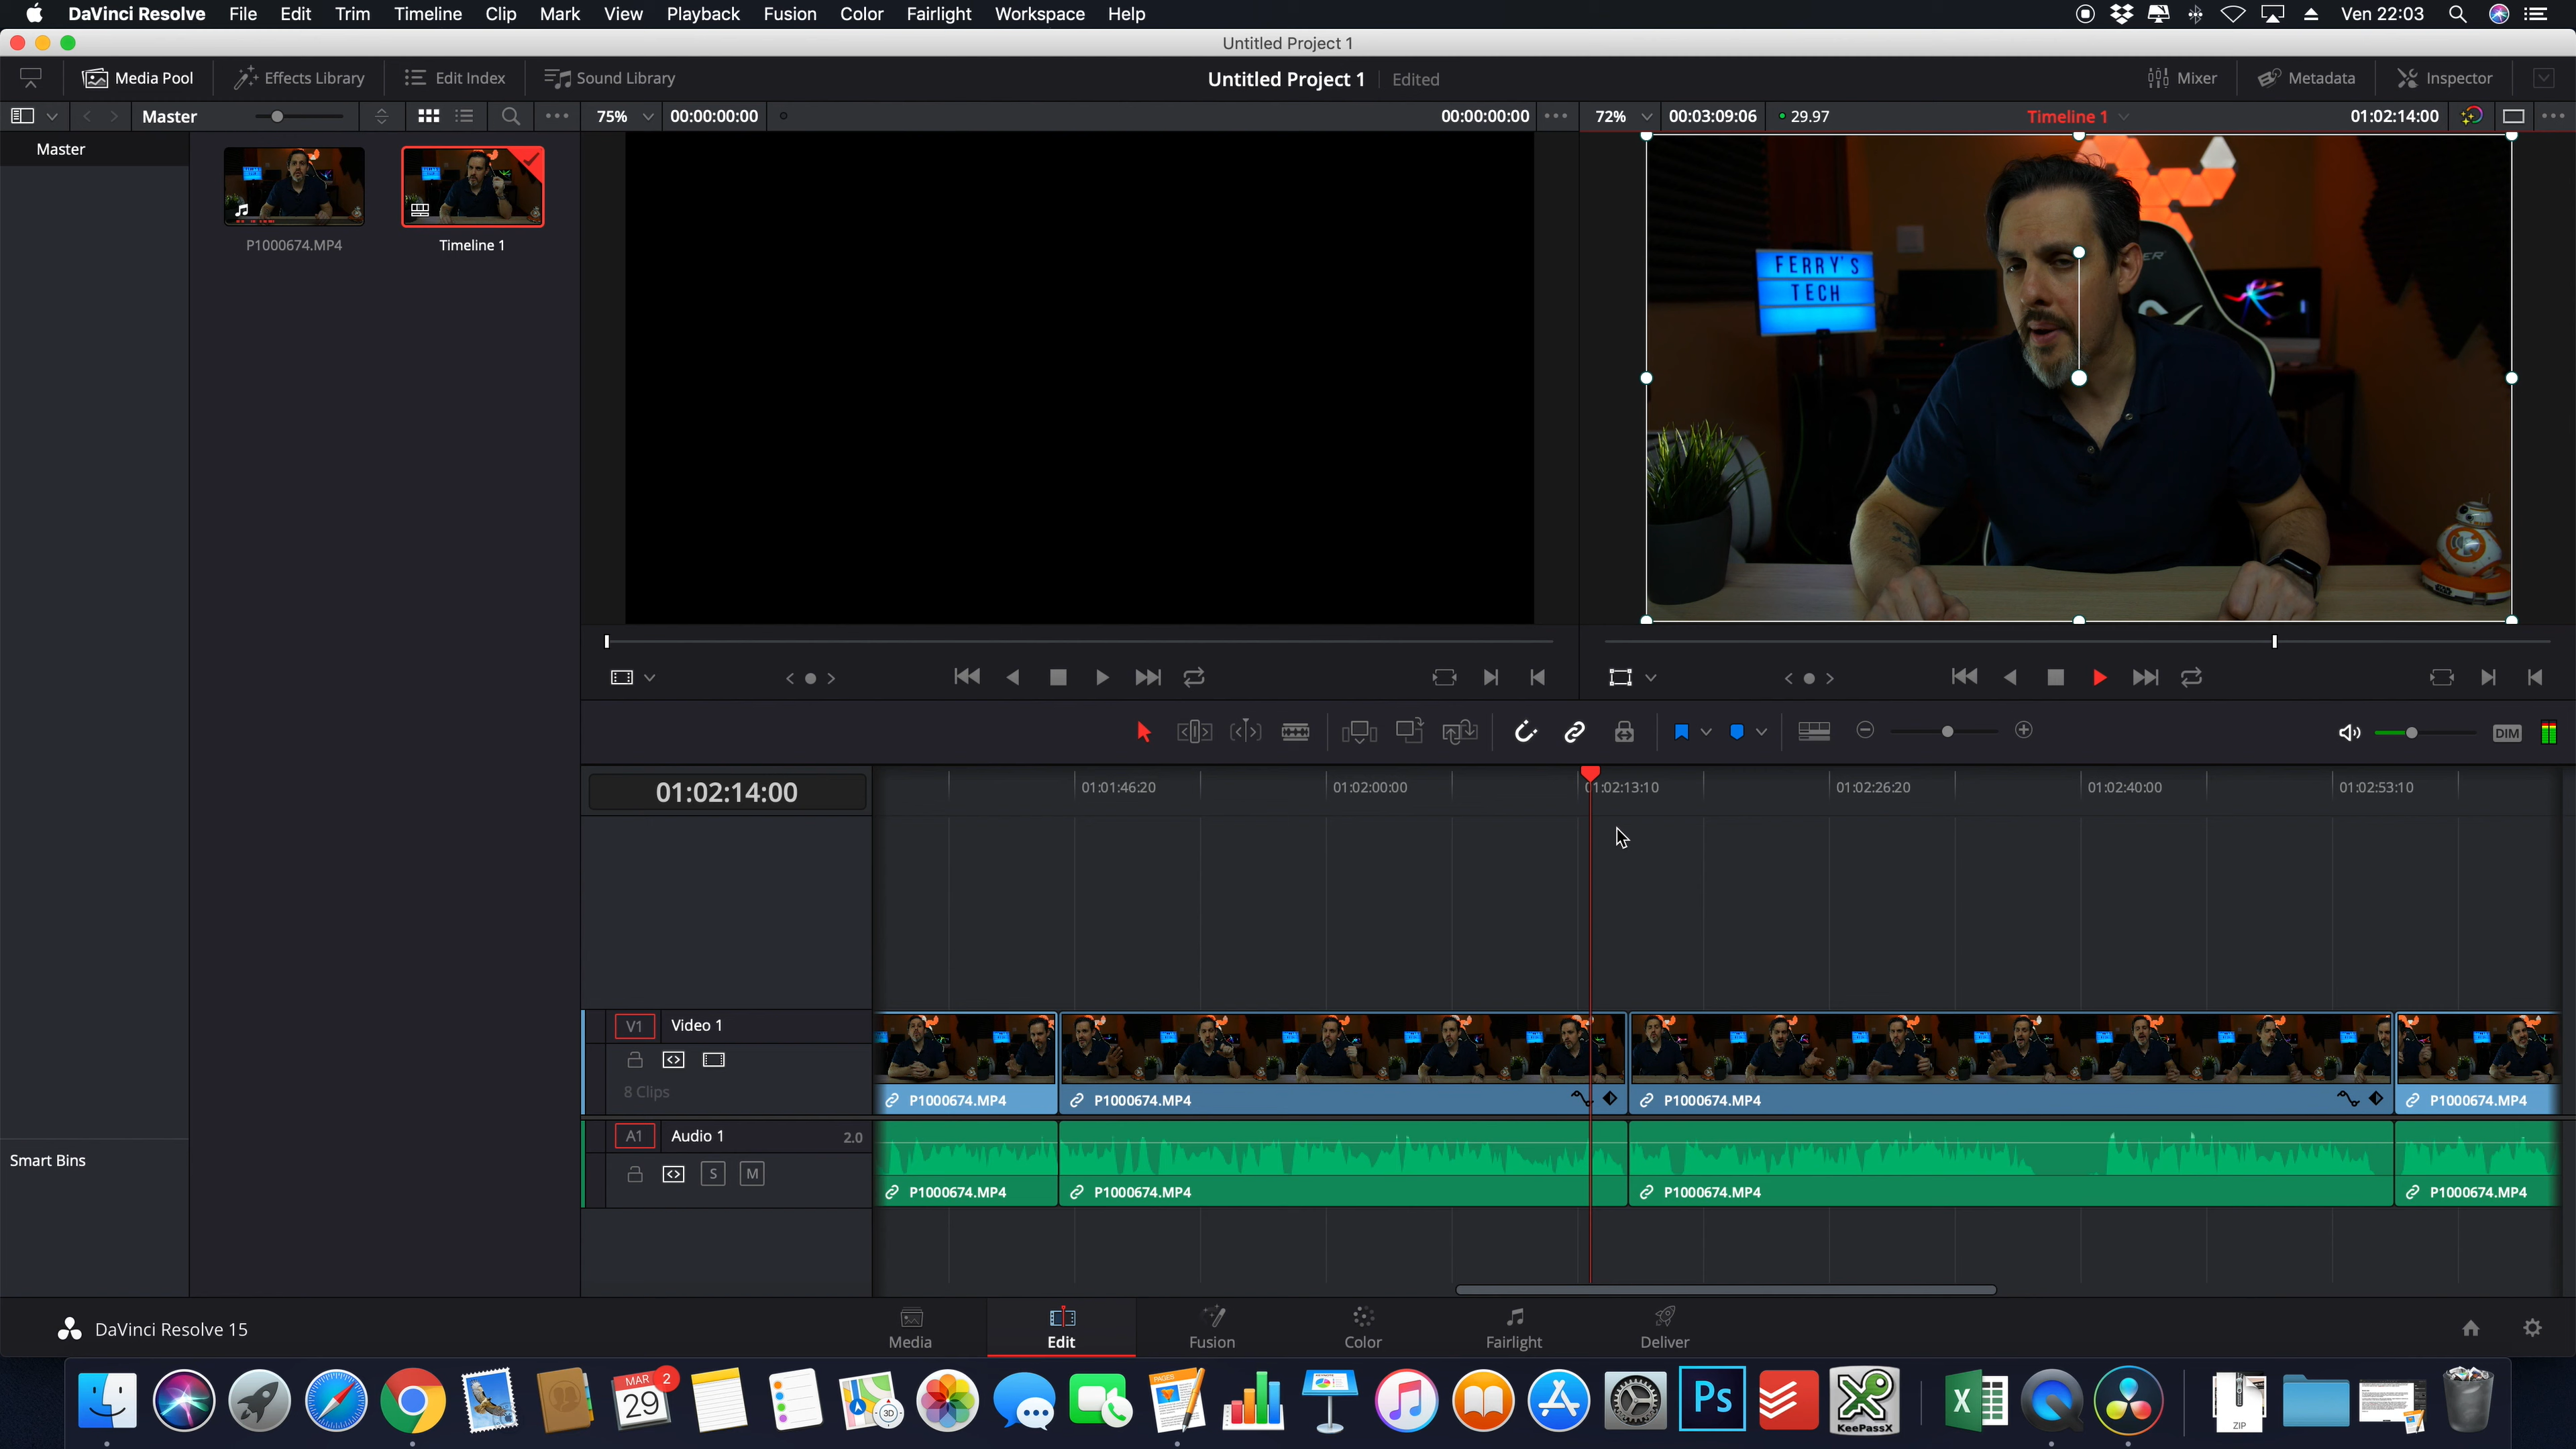 DaVinci Resolve File Edit Trim Timeline Clip Mark View Playback Fusion Color Fairlight Workspace Help Ven 22:03
Untitled Project 1
Media Pool Effects Library Edit Index Sound Library Untitled Project 1 Edited Mixer Metadata Inspector
Master 75% 00:00:00:00 00:00:00:00 72% 00:03:09:06 29.97 Timeline 1 01:02:14:00
Master
P1000674.MP4 Timeline 1
FERRY'S
TECH
DIM
01:02:14:00 01:01:46:20 01:02:00:00 01:02:13:10 01:02:26:20 01:02:40:00 01:02:53:10
V1 Video 1
8 Clips
P1000674.MP4 P1000674.MP4 P1000674.MP4 P1000674.MP4
A1 Audio 1 2.0
S M
P1000674.MP4 P1000674.MP4 P1000674.MP4 P1000674.MP4
Smart Bins
DaVinci Resolve 15 Media Edit Fusion Color Fairlight Deliver
MAR 2
29
3D
PAGES
Ps
KeePassX
X
ZIP